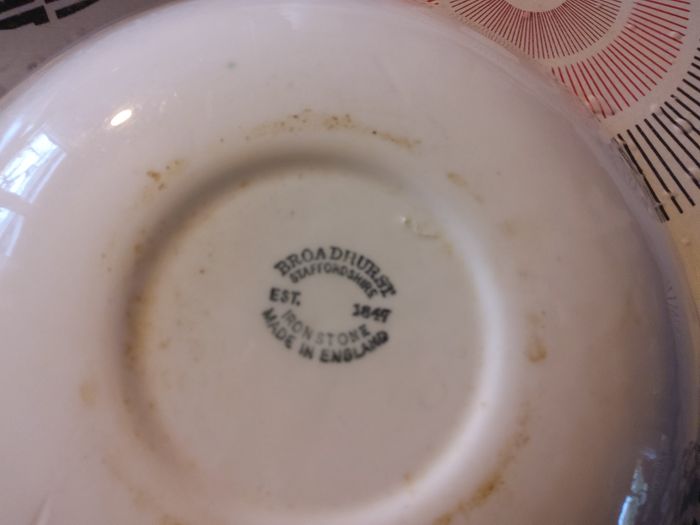 BROADHURST
STAFFORDSHIRE
EST. 1847
IRONSTONE
MADE IN ENGLAND